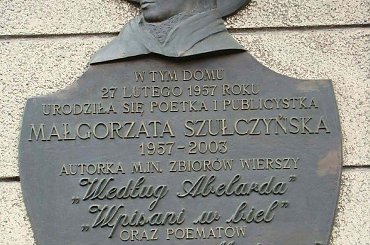 W TYM DOMU
27 LUTEGO 1957 ROKU
URODZIŁA SIĘ POETKA I PUBLICYSTKA
MAŁGORZATA SZUŁCZYŃSKA
1957-2003
AUTORKA M.IN. ZBIORÓW WIERSZY
„Według Abelarda"
„Wpisani w biel"
ORAZ POEMATÓW